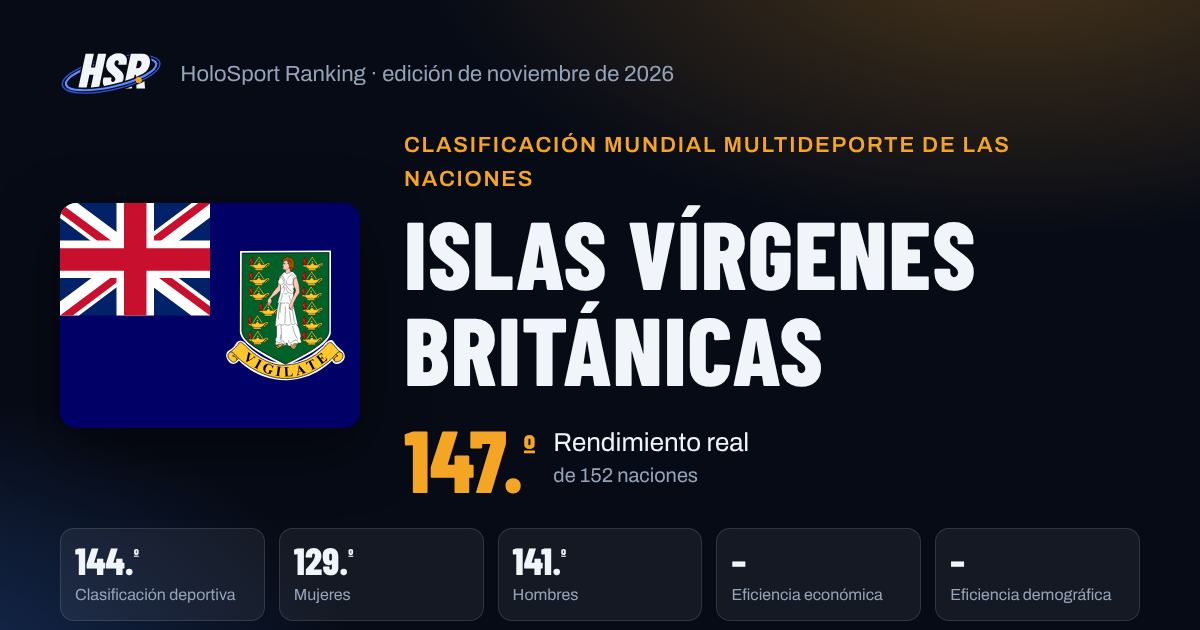 HSR
HoloSport Ranking · edición de noviembre de 2026
CLASIFICACIÓN MUNDIAL MULTIDEPORTE DE LAS
NACIONES
ISLAS VÍRGENES
BRITÁNICAS
VIGILATE
147.º
Rendimiento real
de 152 naciones
144.º
Clasificación deportiva
129.º
Mujeres
141.º
Hombres
–
Eficiencia económica
–
Eficiencia demográfica